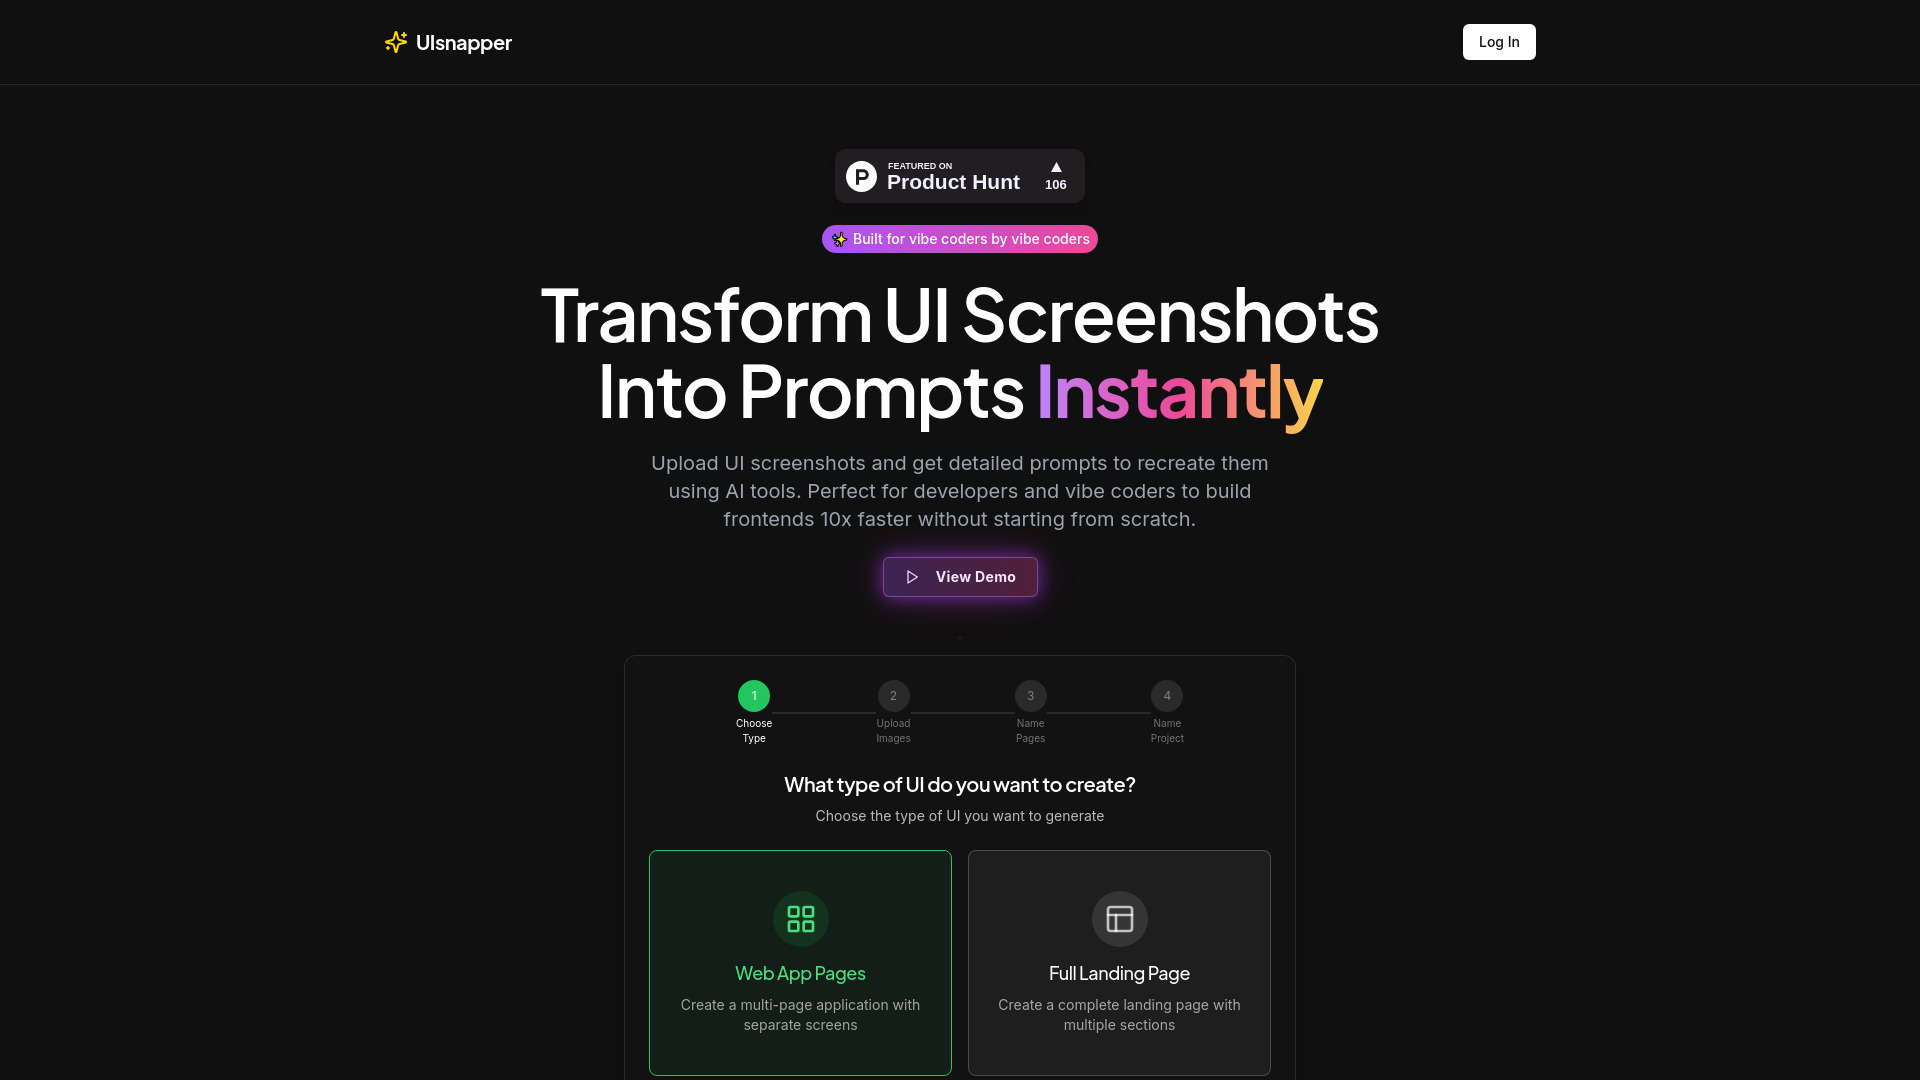 UIsnapper
Log In
FEATURED ON
Product Hunt
106
Built for vibe coders by vibe coders
Transform UI Screenshots
Into Prompts Instantly
Upload UI screenshots and get detailed prompts to recreate them
using AI tools. Perfect for developers and vibe coders to build
frontends 10x faster without starting from scratch.
View Demo
1
2
3
4
Choose
Type
Upload
Images
Name
Pages
Name
Project
What type of UI do you want to create?
Choose the type of UI you want to generate
Web App Pages
Create a multi-page application with
separate screens
Full Landing Page
Create a complete landing page with
multiple sections